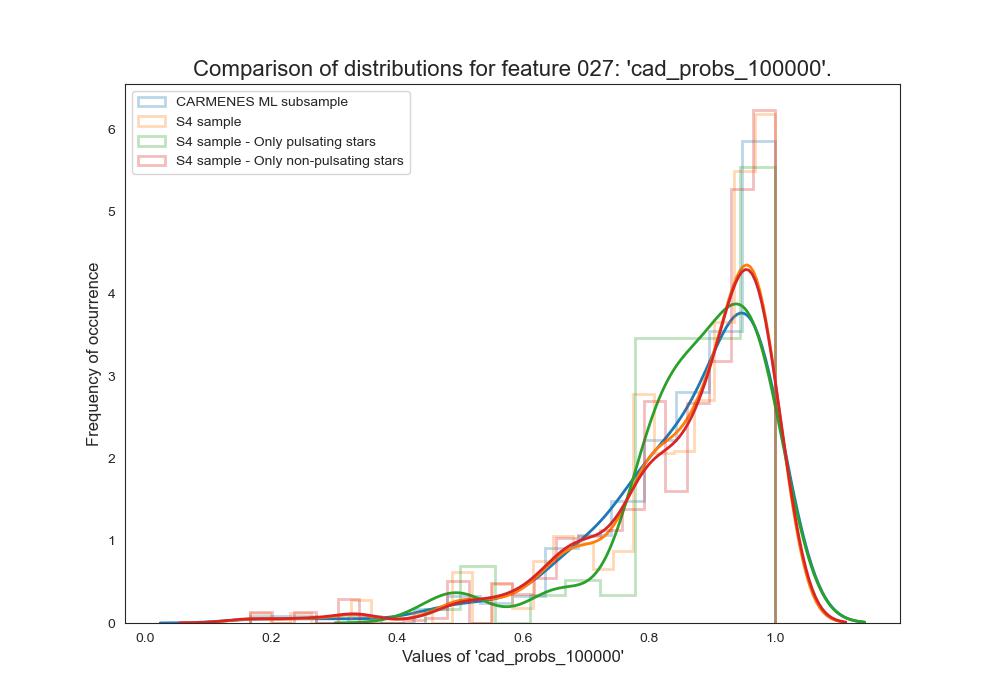 Comparison of distributions for feature 027: 'cad_probs_100000'.
CARMENES ML subsample
S4 sample
S4 sample - Only pulsating stars
S4 sample - Only non-pulsating stars
Frequency of occurrence
6
5
4
3
2
1
0
0.0 0.2 0.4 0.6 0.8 1.0
Values of 'cad_probs_100000'